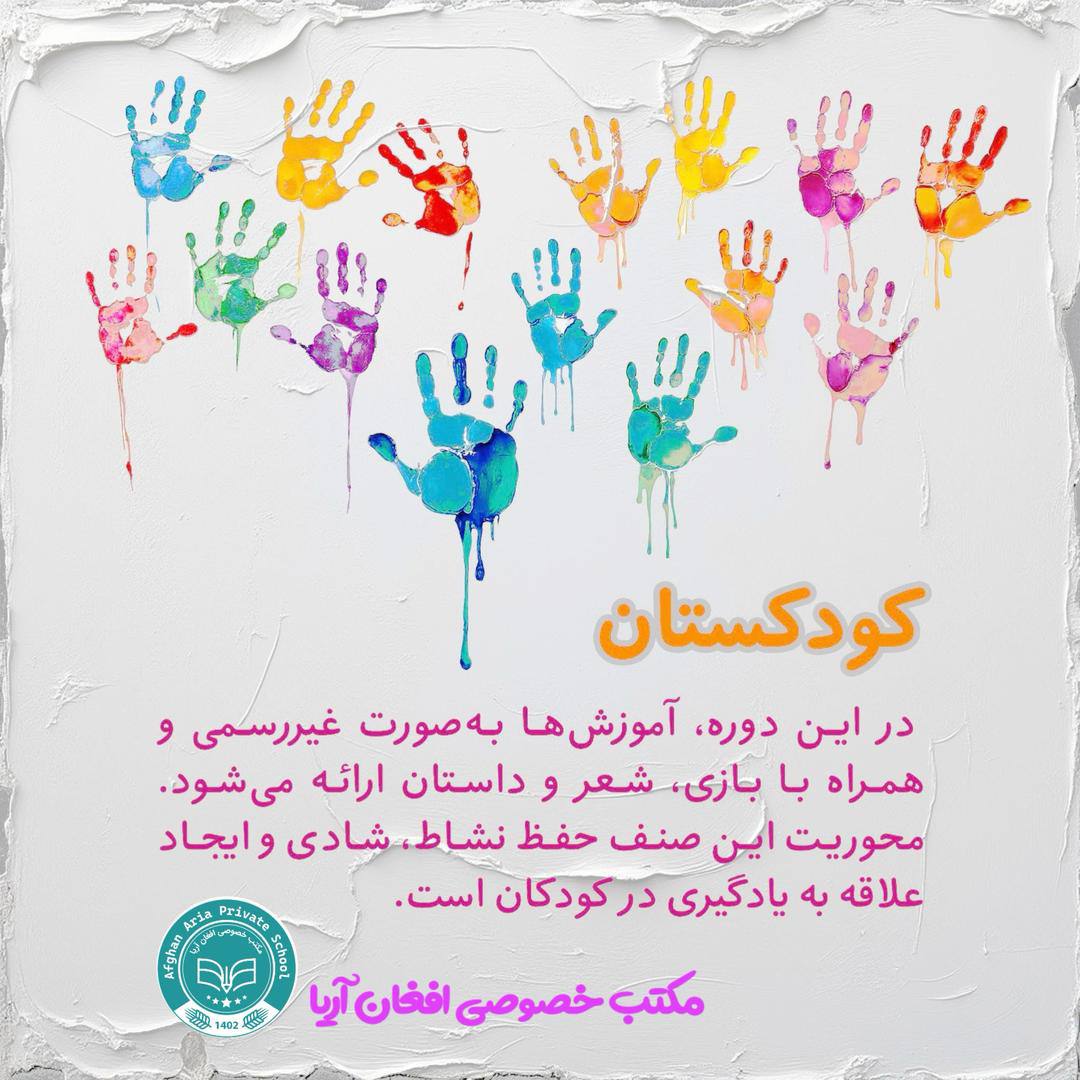 کودکستان
در این دوره، آموزش‌ها به‌صورت غیررسمی و
همراه با بازی، شعر و داستان ارائه می‌شود.
محوریت این صنف حفظ نشاط، شادی و ایجاد
علاقه به یادگیری در کودکان است.
Afghan Aria Private School
مکتب خصوصی افغان آریا
1402
مکتب خصوصی افغان آریا